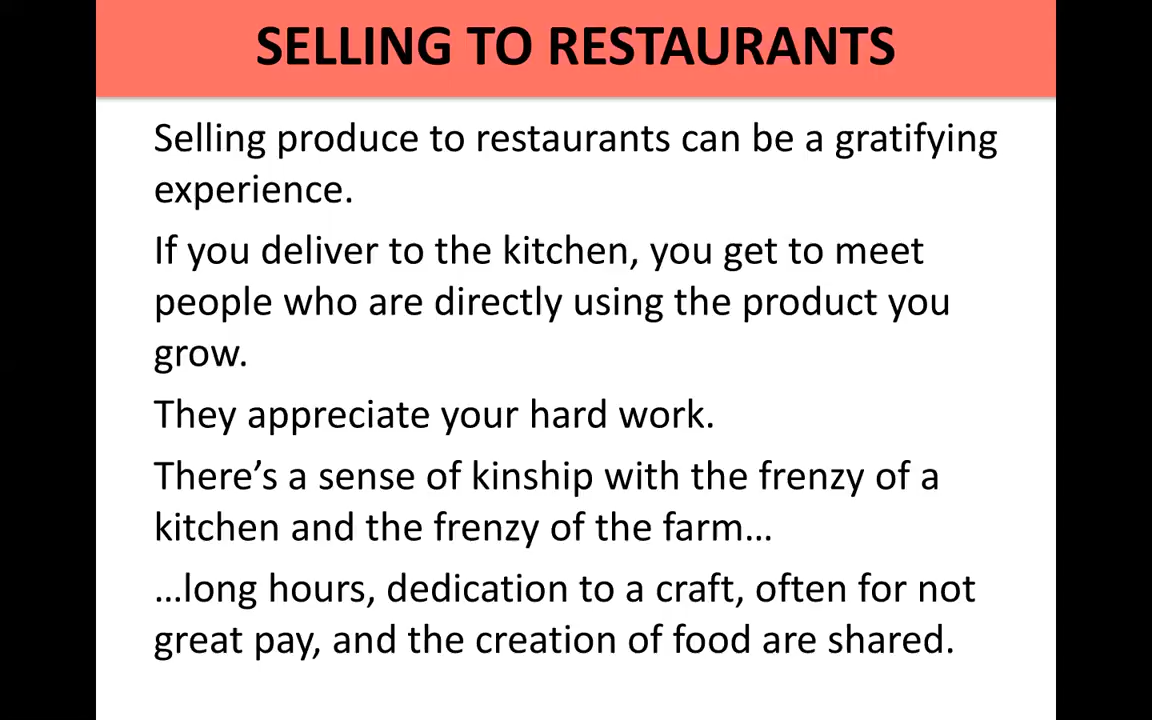 SELLING TO RESTAURANTS
Selling produce to restaurants can be a gratifying
experience.
If you deliver to the kitchen, you get to meet
people who are directly using the product you
grow.
They appreciate your hard work.
There’s a sense of kinship with the frenzy of a
kitchen and the frenzy of the farm…
…long hours, dedication to a craft, often for not
great pay, and the creation of food are shared.